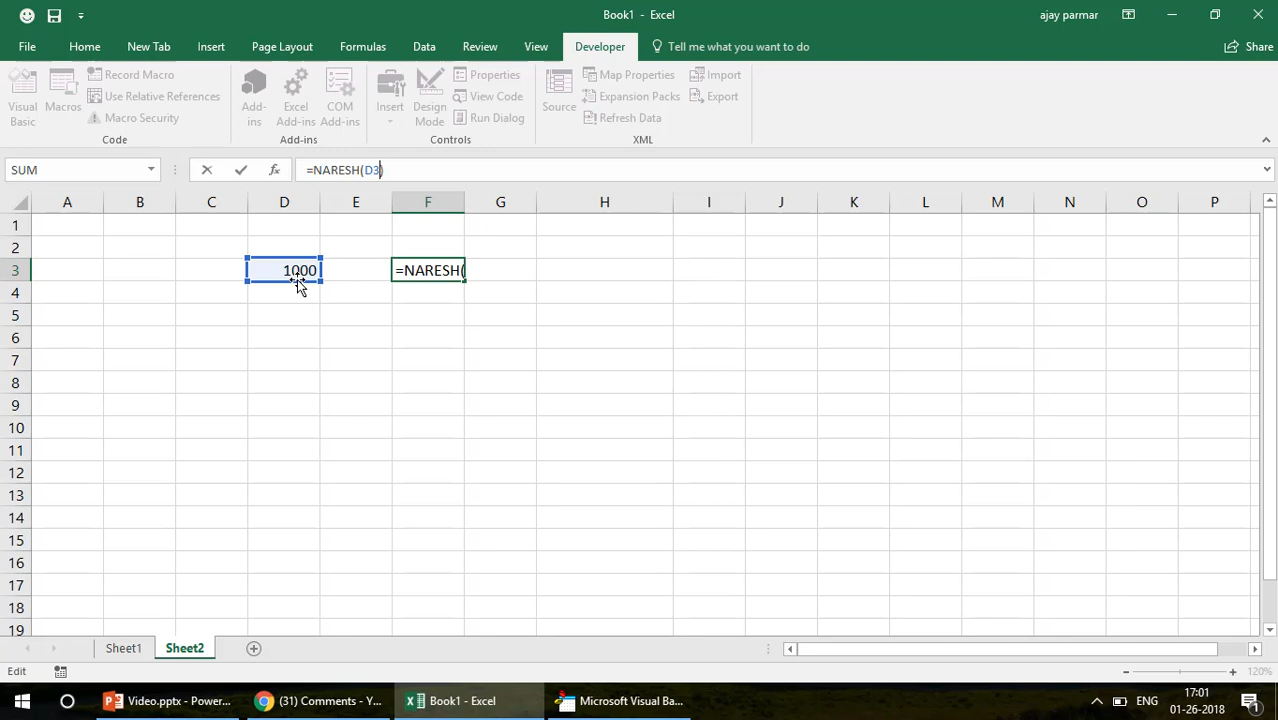 Book1 - Excel
ajay parmar
File Home New Tab Insert Page Layout Formulas Data Review View Developer Tell me what you want to do Share
Visual Basic
Macros
Record Macro
Use Relative References
Macro Security
Code
Add-ins
Excel Add-ins
COM Add-ins
Add-ins
Insert
Design Mode
Properties
View Code
Run Dialog
Controls
Source
Map Properties
Expansion Packs
Refresh Data
Import
Export
XML
SUM fx =NARESH(D3)
A B C D E F G H I J K L M N O P
1
2
3 1000 =NARESH(
4
5
6
7
8
9
10
11
12
13
14
15
16
17
18
19
Sheet1 Sheet2
Edit 120%
Video.pptx - Power... (31) Comments - Y... Book1 - Excel Microsoft Visual Ba... ENG 17:01
01-26-2018 1